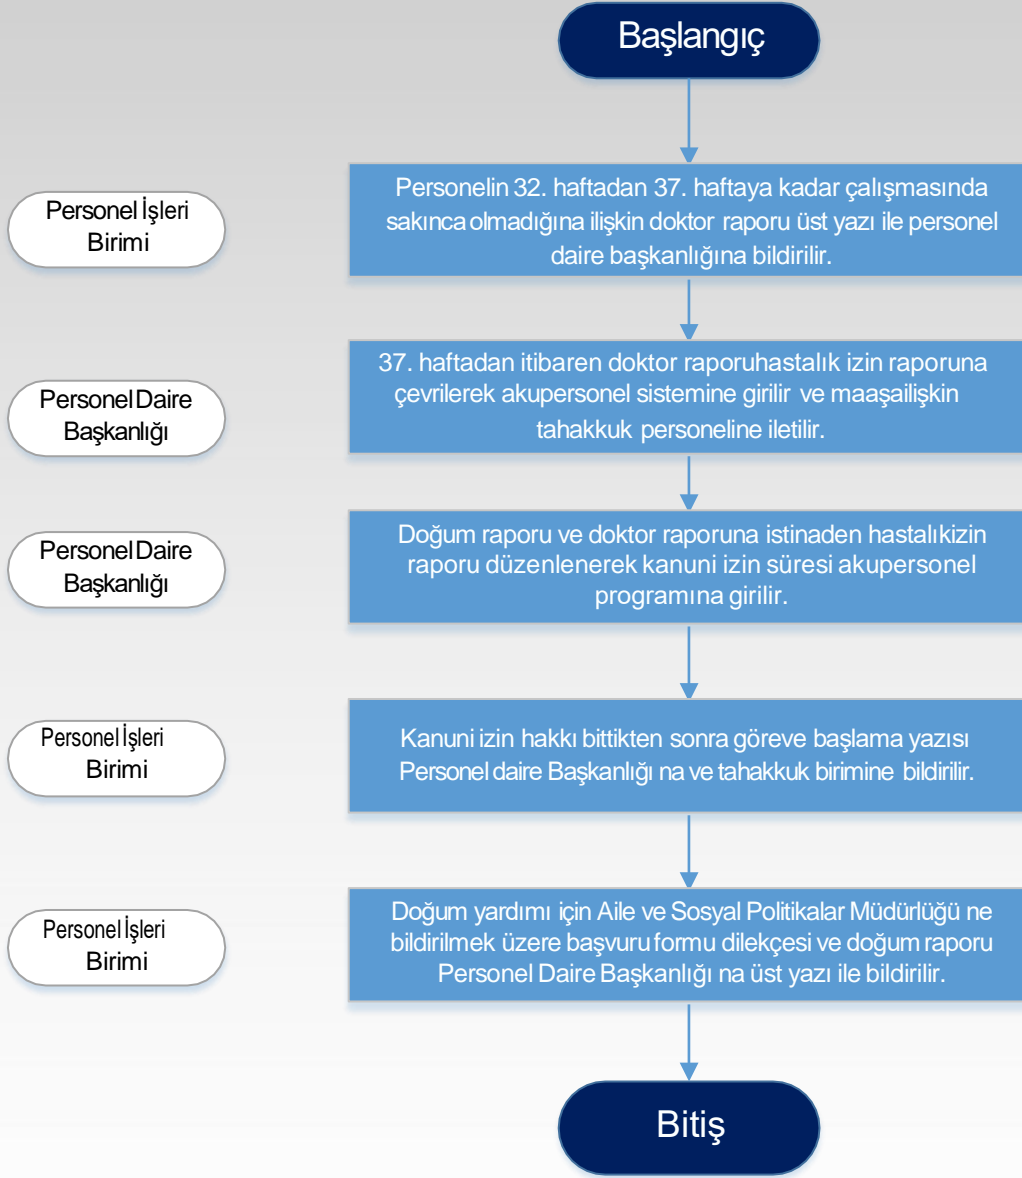 Başlangıç
Personel İşleri
Birimi
Personelin 32. haftadan 37. haftaya kadar çalışmasında
sakınca olmadığına ilişkin doktor raporu üst yazı ile personel
daire başkanlığına bildirilir.
Personel Daire
Başkanlığı
37. haftadan itibaren doktor raporuhastalık izin raporuna
çevrilerek akupersonel sistemine girilir ve maaşailişkin
tahakkuk personeline iletilir.
Personel Daire
Başkanlığı
Doğum raporu ve doktor raporuna istinaden hastalıkizin
raporu düzenlenerek kanuni izin süresi akupersonel
programına girilir.
Personel İşleri
Birimi
Kanuni izin hakkı bittikten sonra göreve başlama yazısı
Personel daire Başkanlığı na ve tahakkuk birimine bildirilir.
Personel İşleri
Birimi
Doğum yardımı için Aile ve Sosyal Politikalar Müdürlüğü ne
bildirilmek üzere başvuru formu dilekçesi ve doğum raporu
Personel Daire Başkanlığı na üst yazı ile bildirilir.
Bitiş